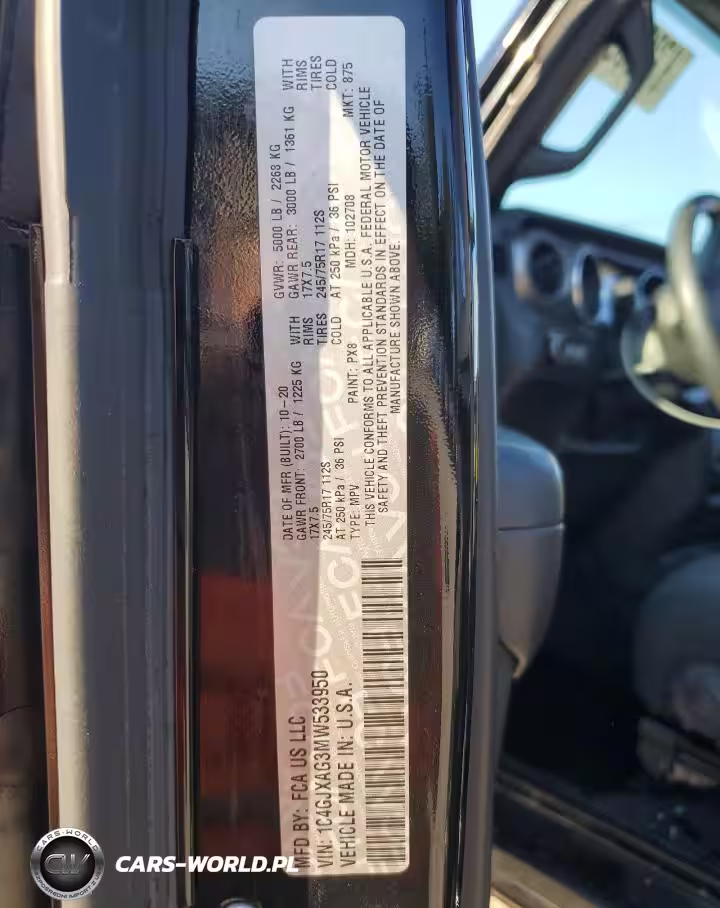 MFD BY: FCA US LLC
DATE OF MFR (BUILT): 10-20
GVWR: 5000 LB / 2268 KG
GAWR FRONT: 2700 LB / 1225 KG WITH
GAWR REAR: 3000 LB / 1361 KG WITH
17X7.5 RIMS
17X7.5 RIMS
245/75R17 112S TIRES
245/75R17 112S TIRES
AT 250 kPa / 36 PSI COLD
AT 250 kPa / 36 PSI COLD
VIN: 1C4GJXAG3MW533950
TYPE: MPV PAINT: PX8 MDH: 102708 MKT: 875
VEHICLE MADE IN: U.S.A.
THIS VEHICLE CONFORMS TO ALL APPLICABLE U.S.A. FEDERAL MOTOR VEHICLE
SAFETY AND THEFT PREVENTION STANDARDS IN EFFECT ON THE DATE OF
MANUFACTURE SHOWN ABOVE.
CARS-WORLD
CW
CARS-WORLD.PL